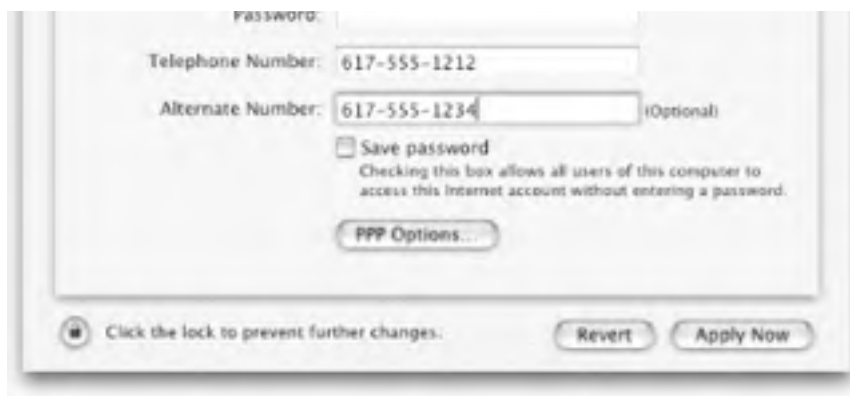 Password:
Telephone Number: 617-555-1212
Alternate Number: 617-555-1234 (Optional)
Save password
Checking this box allows all users of this computer to
access this Internet account without entering a password.
PPP Options...
Click the lock to prevent further changes.
Revert Apply Now